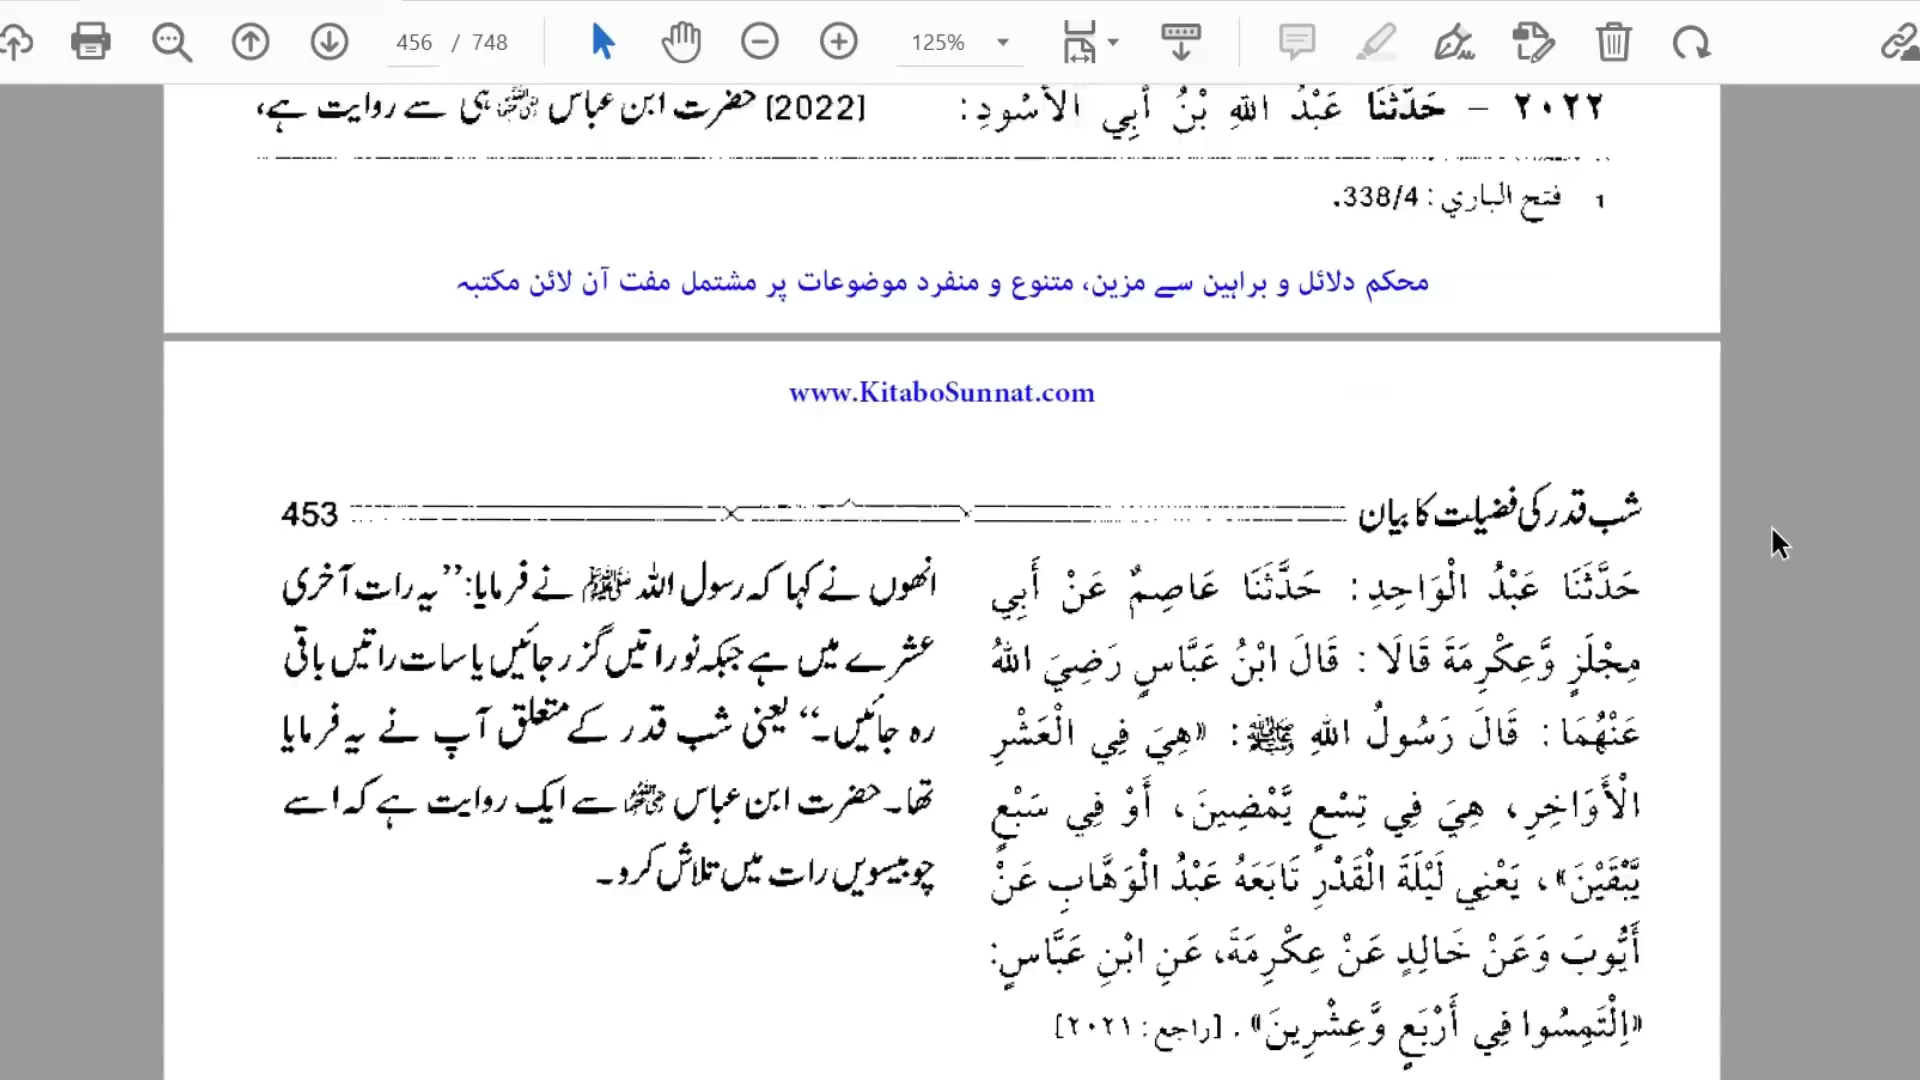 456 / 748 125%
۲۰۲۲ – حَدَّثَنَا عَبْدُ اللهِ بْنُ أَبِي الأَسْوَدِ:
[2022] حضرت ابن عباس ؓ ہی سے روایت ہے،
۱ فتح الباري : 338/4.
محکم دلائل و براہین سے مزین، متنوع و منفرد موضوعات پر مشتمل مفت آن لائن مکتبہ
www.KitaboSunnat.com
شب قدر کی فضیلت کا بیان 453
حَدَّثَنَا عَبْدُ الْوَاحِدِ: حَدَّثَنَا عَاصِمٌ عَنْ أَبِي
مِجْلَزٍ وَّعِكْرِمَةَ قَالَا: قَالَ ابْنُ عَبَّاسٍ رَضِيَ اللهُ
عَنْهُمَا: قَالَ رَسُولُ اللهِ ﷺ: «هِيَ فِي الْعَشْرِ
الْأَوَاخِرِ، هِيَ فِي تِسْعٍ يَّمْضِينَ، أَوْ فِي سَبْعٍ
يَّبْقَيْنَ»، يَعْنِي لَيْلَةَ الْقَدْرِ تَابَعَهُ عَبْدُ الْوَهَّابِ عَنْ
أَيُّوبَ وَعَنْ خَالِدٍ عَنْ عِكْرِمَةَ، عَنِ ابْنِ عَبَّاسٍ:
«اِلْتَمِسُوا فِي أَرْبَعٍ وَّعِشْرِينَ». [راجع: ۲۰۲۱]
انھوں نے کہا کہ رسول اللہ ﷺ نے فرمایا: ’’یہ رات آخری
عشرے میں ہے جبکہ نو راتیں گزر جائیں یا سات راتیں باقی
رہ جائیں۔‘‘ یعنی شب قدر کے متعلق آپ نے یہ فرمایا
تھا۔ حضرت ابن عباس ؓ سے ایک روایت ہے کہ اسے
چوبیسویں رات میں تلاش کرو۔